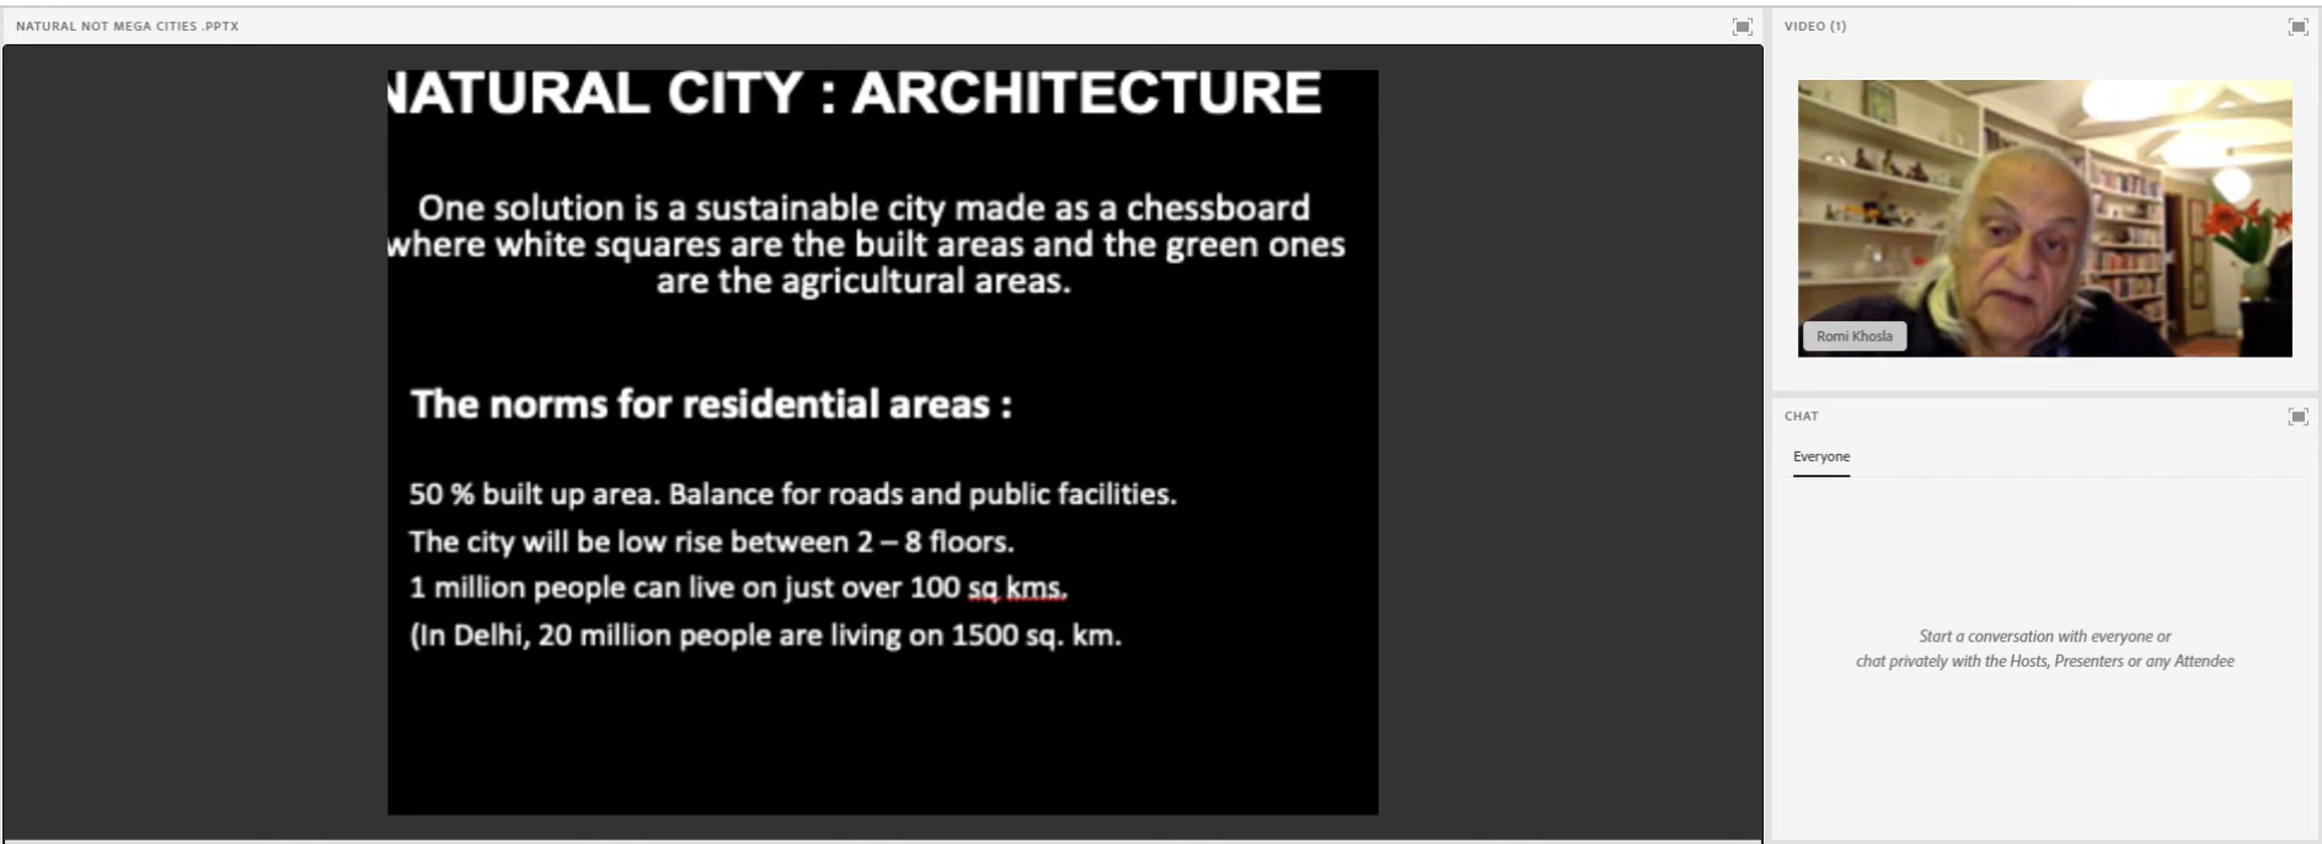 NATURAL NOT MEGA CITIES .PPTX
NATURAL CITY : ARCHITECTURE
One solution is a sustainable city made as a chessboard
where white squares are the built areas and the green ones
are the agricultural areas.
The norms for residential areas :
50 % built up area. Balance for roads and public facilities.
The city will be low rise between 2 – 8 floors.
1 million people can live on just over 100 sq kms.
(In Delhi, 20 million people are living on 1500 sq. km.
VIDEO (1)
Romi Khosla
CHAT
Everyone
Start a conversation with everyone or
chat privately with the Hosts, Presenters or any Attendee